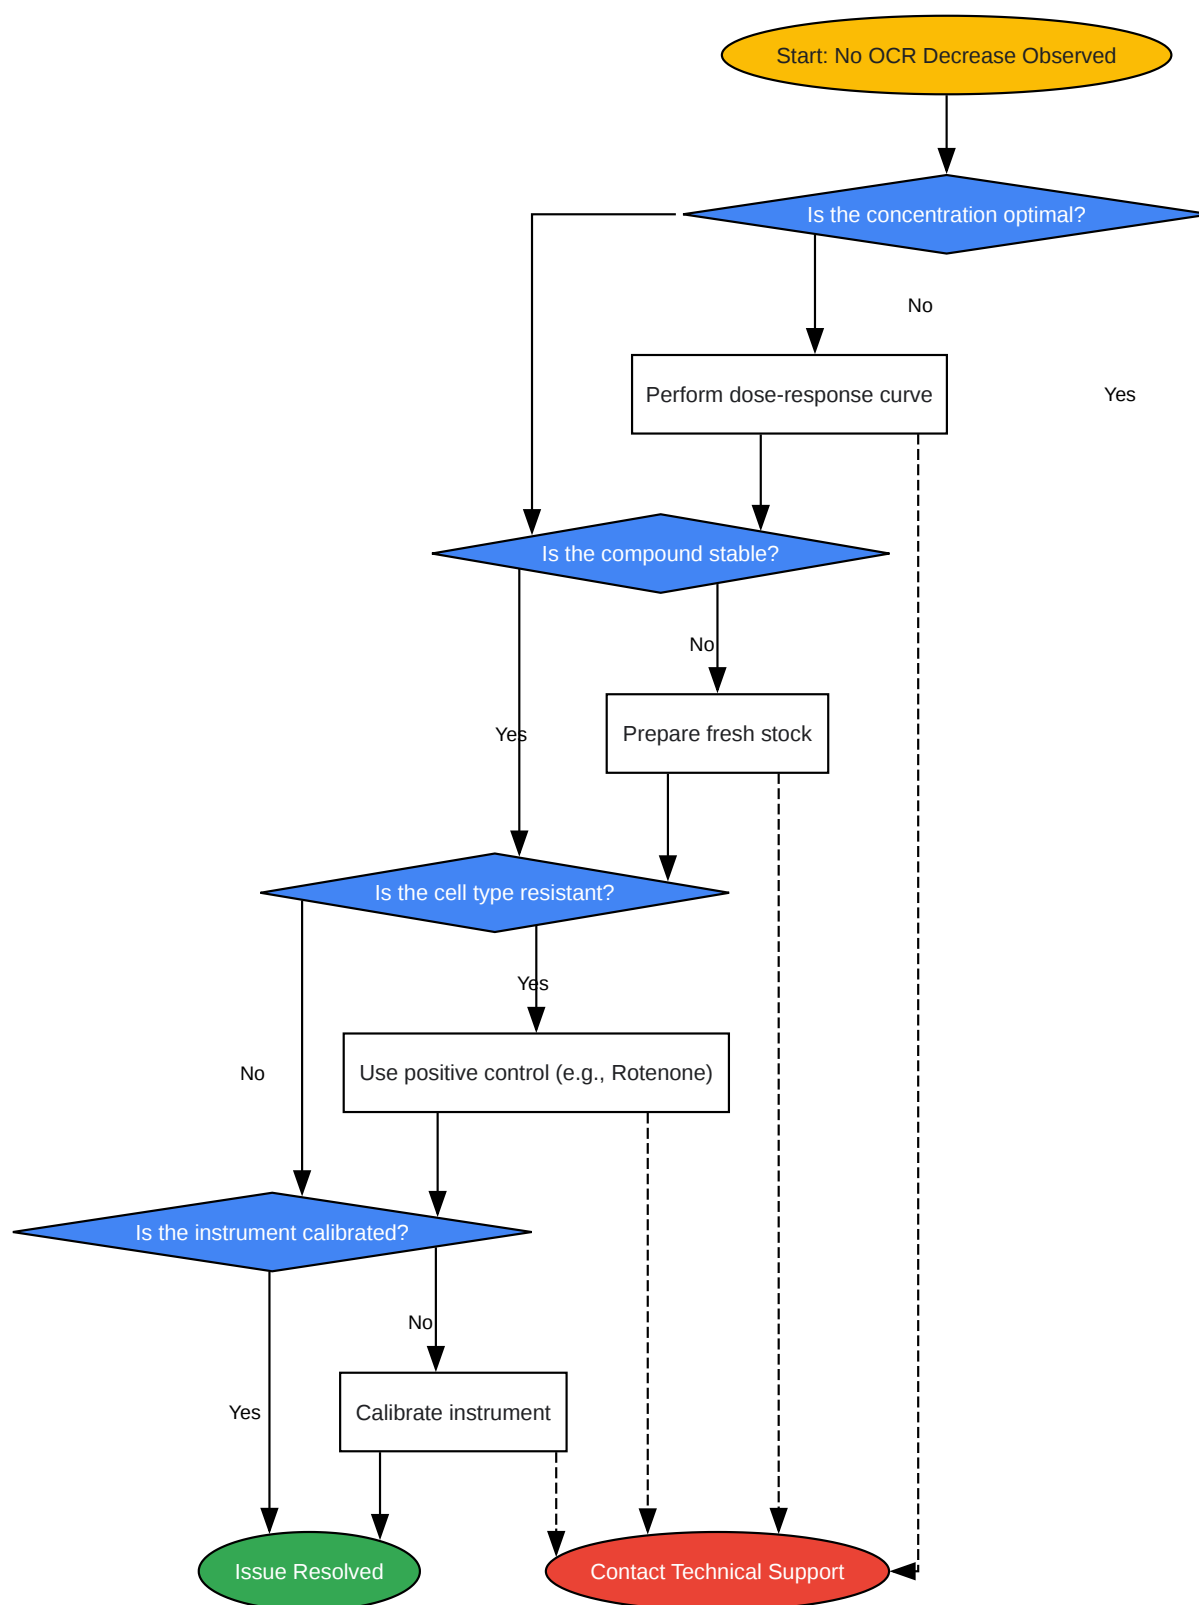 Start: No OCR Decrease Observed
Is the concentration optimal?
No
Perform dose-response curve
Yes
Is the compound stable?
No
Prepare fresh stock
Yes
Is the cell type resistant?
Yes
Use positive control (e.g., Rotenone)
No
Is the instrument calibrated?
No
Calibrate instrument
Yes
Issue Resolved
Contact Technical Support